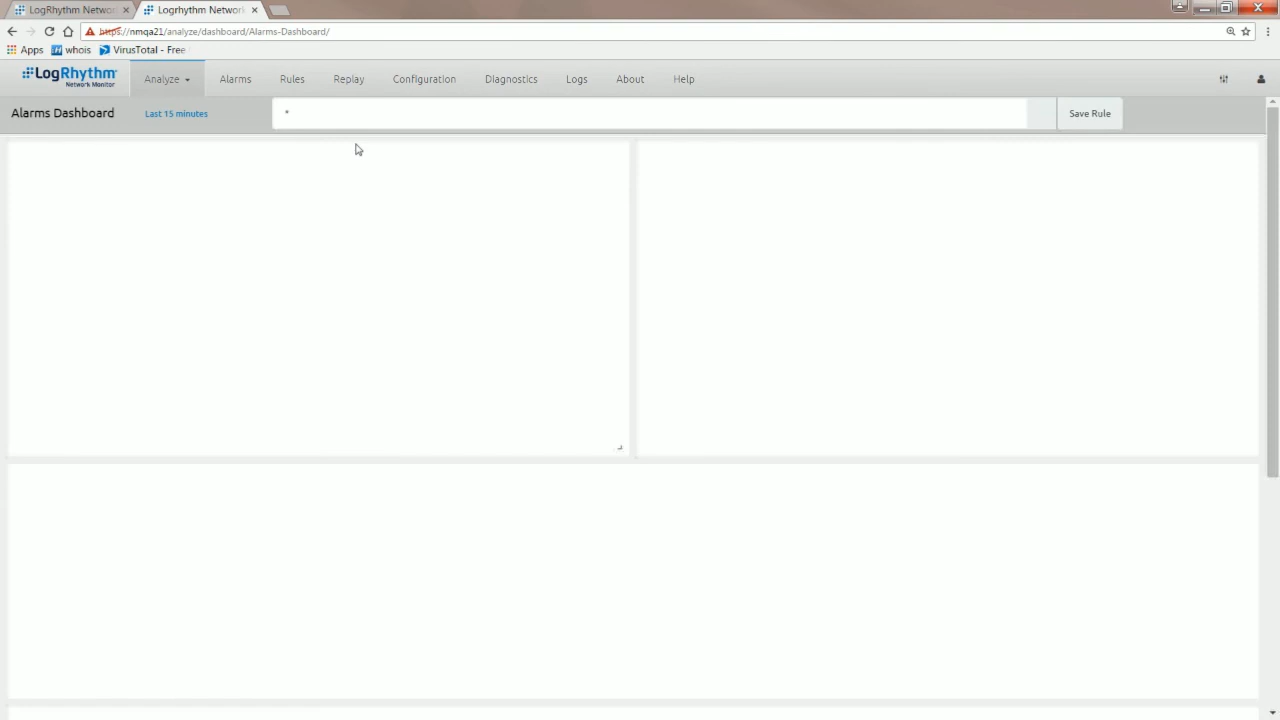 LogRhythm Networ
Logrhythm Network
https://nmqa21/analyze/dashboard/Alarms-Dashboard/
Apps whois VirusTotal - Free
LogRhythm
Network Monitor
Analyze Alarms Rules Replay Configuration Diagnostics Logs About Help
Alarms Dashboard Last 15 minutes * Save Rule